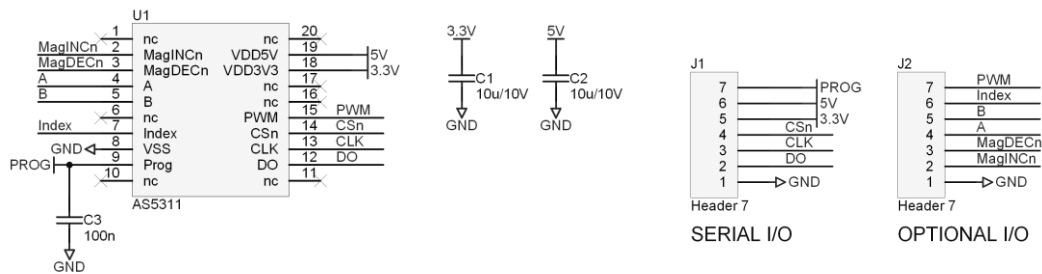 U1
1 nc nc 20
MagINCn 2 MagINCn VDD5V 19 5V
MagDECn 3 MagDECn VDD3V3 18 3.3V
A 4 A nc 17
B 5 B nc 16
6 nc PWM 15 PWM
Index 7 Index CSn 14 CSn
GND 8 VSS CLK 13 CLK
PROG 9 Prog DO 12 DO
10 nc nc 11
AS5311
C3
100n
GND
3.3V
C1
10u/10V
GND
5V
C2
10u/10V
GND
J1
7 PROG
6 5V
5 3.3V
4 CSn
3 CLK
2 DO
1 GND
Header 7
SERIAL I/O
J2
7 PWM
6 Index
5 B
4 A
3 MagDECn
2 MagINCn
1 GND
Header 7
OPTIONAL I/O